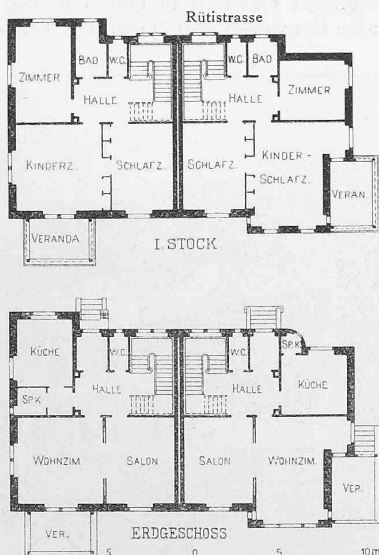 Rütistrasse
BAD W.C. W.C. BAD
ZIMMER HALLE HALLE ZIMMER
KINDERZ. SCHLAFZ. SCHLAFZ. KINDER-
SCHLAFZ.
VERANDA VERAN.
I. STOCK
KÜCHE W.C. W.C. SP.K.
HALLE HALLE KÜCHE
SP.K.
WOHNZIM. SALON SALON WOHNZIM.
VER. VER.
ERDGESCHOSS
5 0 5 10 m